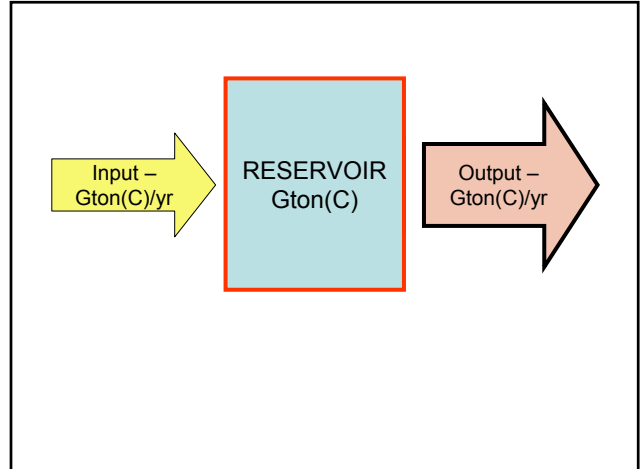 Input –
Gton(C)/yr
RESERVOIR
Gton(C)
Output –
Gton(C)/yr